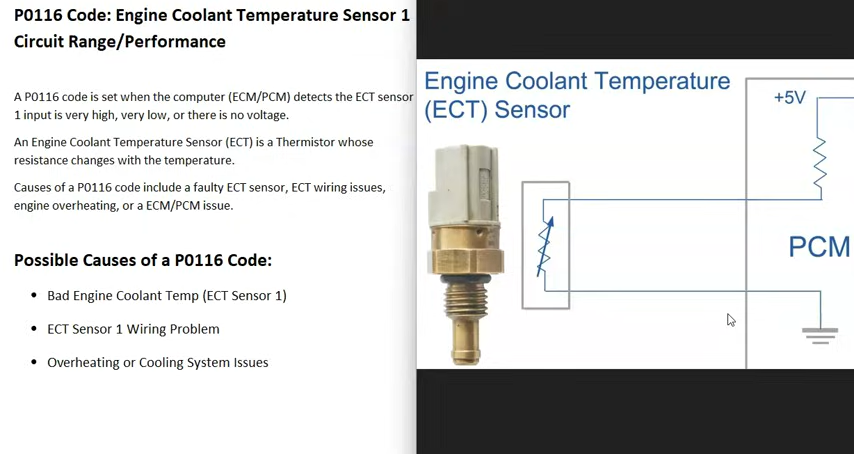 P0116 Code: Engine Coolant Temperature Sensor 1
Circuit Range/Performance
A P0116 code is set when the computer (ECM/PCM) detects the ECT sensor
1 input is very high, very low, or there is no voltage.
An Engine Coolant Temperature Sensor (ECT) is a Thermistor whose
resistance changes with the temperature.
Causes of a P0116 code include a faulty ECT sensor, ECT wiring issues,
engine overheating, or a ECM/PCM issue.
Possible Causes of a P0116 Code:
• Bad Engine Coolant Temp (ECT Sensor 1)
• ECT Sensor 1 Wiring Problem
• Overheating or Cooling System Issues
Engine Coolant Temperature
(ECT) Sensor
+5V
PCM